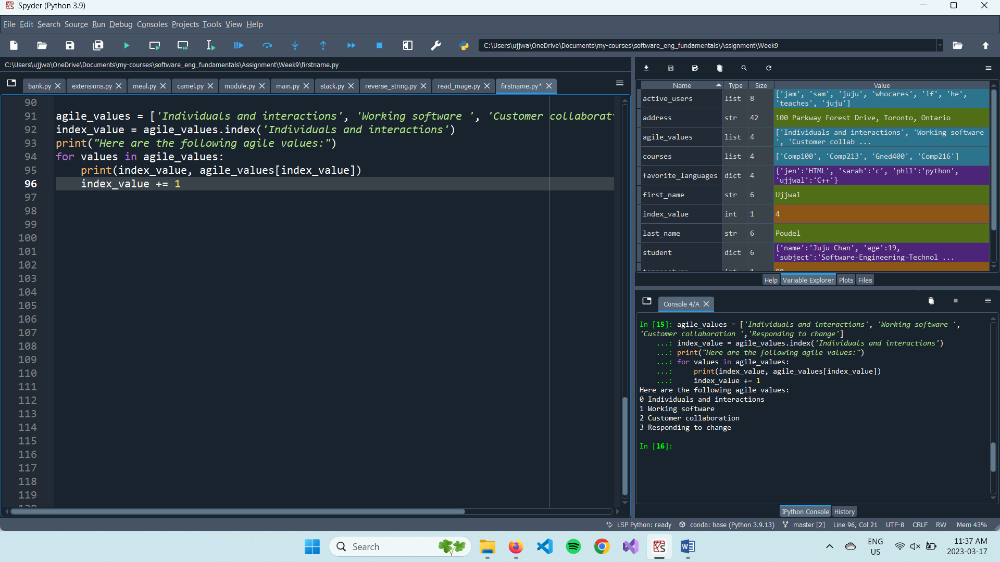 Spyder (Python 3.9)
File Edit Search Source Run Debug Consoles Projects Tools View Help
C:\Users\ujjwa\OneDrive\Documents\my-courses\software_eng_fundamentals\Assignment\Week9
C:\Users\ujjwa\OneDrive\Documents\my-courses\software_eng_fundamentals\Assignment\Week9\firstname.py
bank.py extensions.py meal.py camel.py module.py main.py stack.py reverse_string.py read_mage.py firstname.py*
90
91 agile_values = ['Individuals and interactions', 'Working software ', 'Customer collaborat
92 index_value = agile_values.index('Individuals and interactions')
93 print("Here are the following agile values:")
94 for values in agile_values:
95     print(index_value, agile_values[index_value])
96     index_value += 1
97
98
99
100
101
102
103
104
105
106
107
108
109
110
111
112
113
114
115
116
117
118
119
120
Name Type Size Value
active_users list 8 ['jam', 'sam', 'juju', 'whocares', 'if', 'he',
'teaches', 'juju']
address str 42 100 Parkway Forest Drive, Toronto, Ontario
agile_values list 4 ['Individuals and interactions', 'Working software
', 'Customer collab ...
courses list 4 ['Comp100', 'Comp213', 'Gned400', 'Comp216']
favorite_languages dict 4 {'jen':'HTML', 'sarah':'c', 'phil':'python',
'ujjwal':'C++'}
first_name str 6 Ujjwal
index_value int 1 4
last_name str 6 Poudel
student dict 6 {'name':'Juju Chan', 'age':19,
'subject':'Software-Engineering-Technol ...
temperature int 1 98
Help Variable Explorer Plots Files
Console 4/A
In [15]: agile_values = ['Individuals and interactions', 'Working software ',
'Customer collaboration ','Responding to change']
...: index_value = agile_values.index('Individuals and interactions')
...: print("Here are the following agile values:")
...: for values in agile_values:
...:     print(index_value, agile_values[index_value])
...:     index_value += 1
Here are the following agile values:
0 Individuals and interactions
1 Working software
2 Customer collaboration
3 Responding to change
In [16]:
IPython Console History
LSP Python: ready conda: base (Python 3.9.13) master [2] Line 96, Col 21 UTF-8 CRLF RW Mem 43%
Search
ENG
US
11:37 AM
2023-03-17